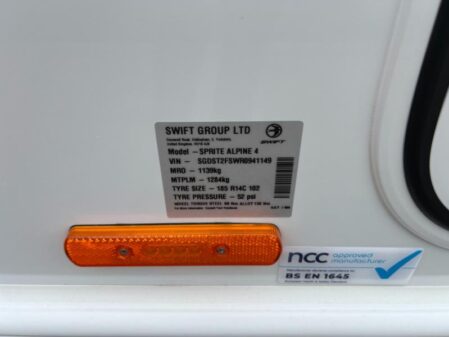 SWIFT GROUP LTD
SWIFT
Model - SPRITE ALPINE 4
VIN - SGDST2FSWR0941149
MRO - 1139kg
MTPLM - 1284kg
TYRE SIZE - 185 R14C 102
TYRE PRESSURE - 52 psi
ncc approved
manufacturer
BS EN 1645